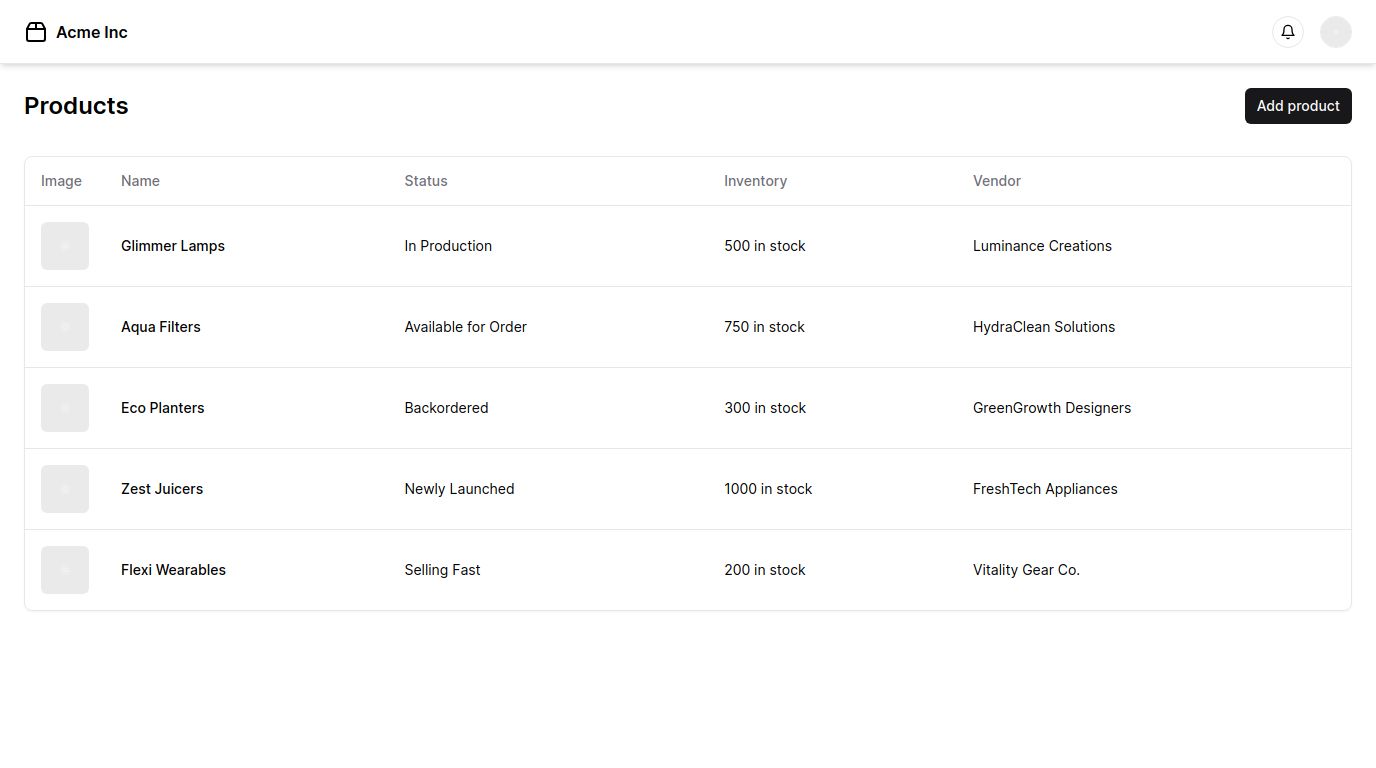 Acme Inc
Products
Add product
Image Name Status Inventory Vendor
Glimmer Lamps In Production 500 in stock Luminance Creations
Aqua Filters Available for Order 750 in stock HydraClean Solutions
Eco Planters Backordered 300 in stock GreenGrowth Designers
Zest Juicers Newly Launched 1000 in stock FreshTech Appliances
Flexi Wearables Selling Fast 200 in stock Vitality Gear Co.